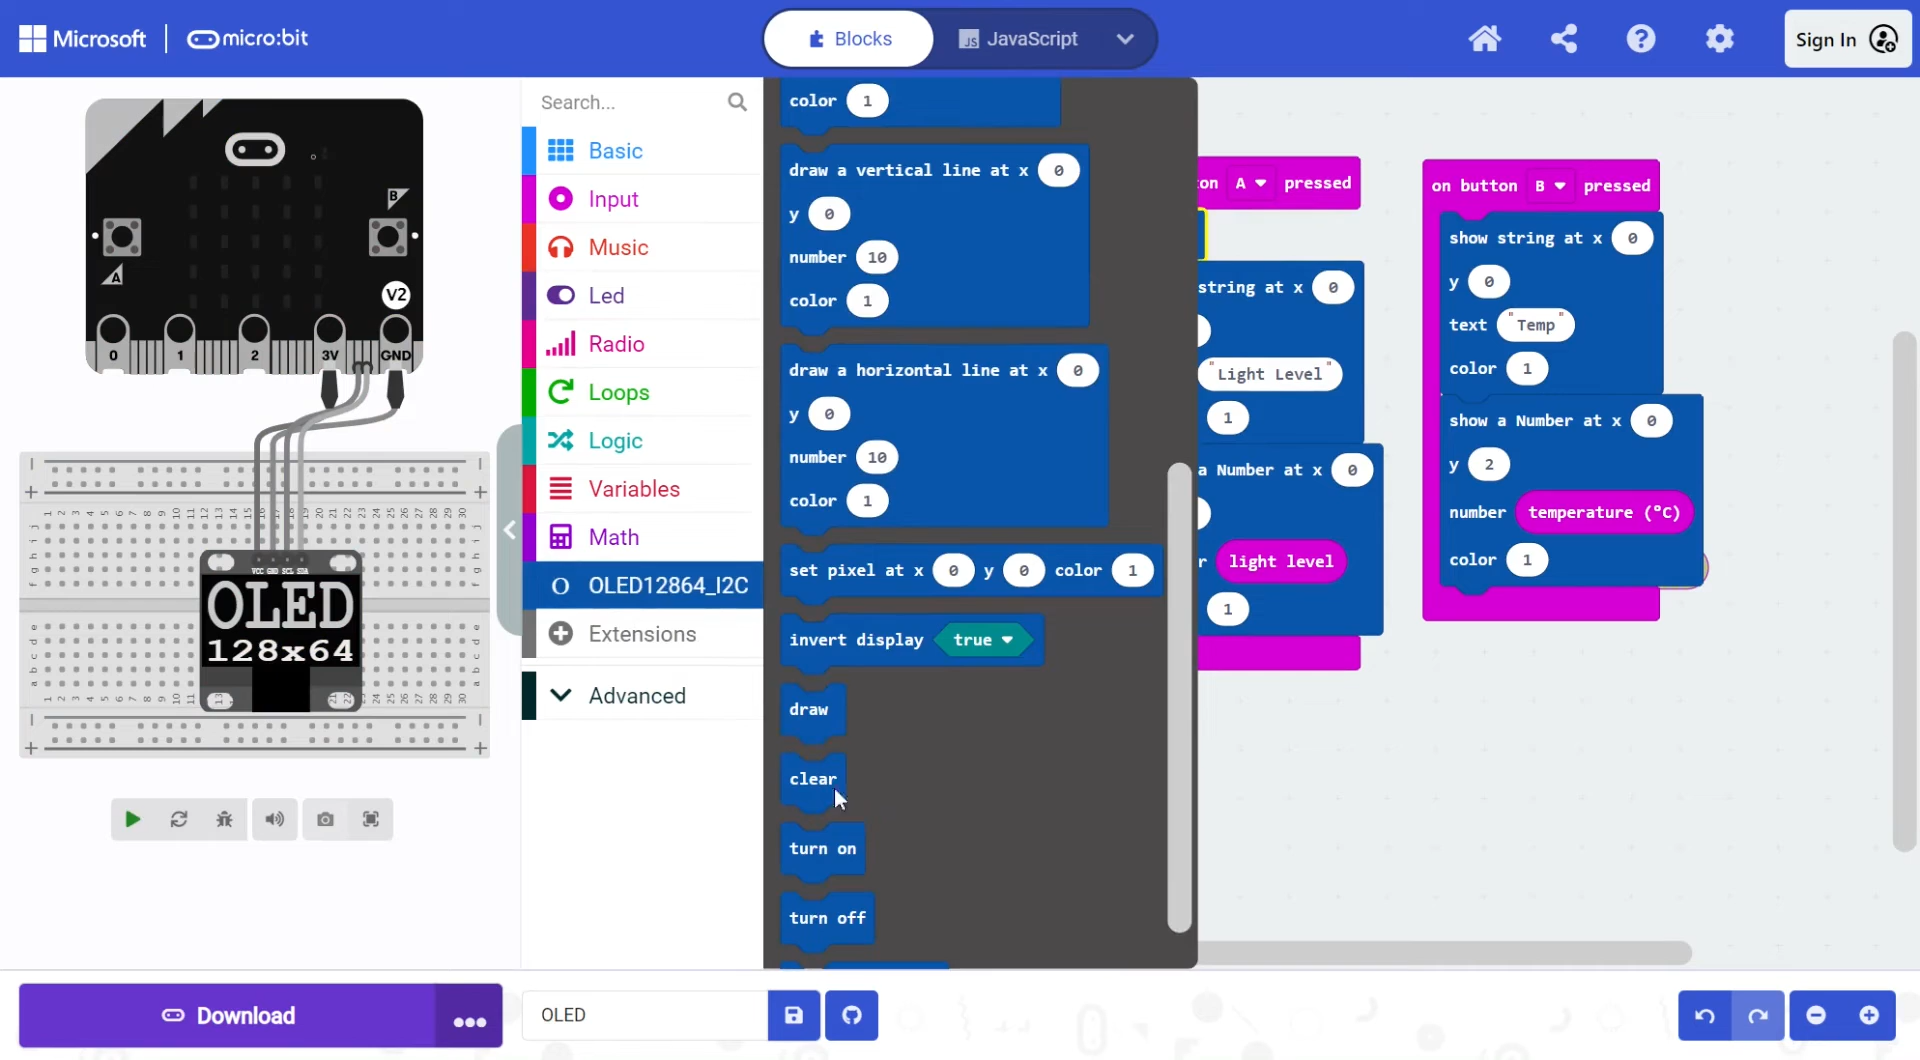 Microsoft
micro:bit
Blocks
JavaScript
Sign In
B
A
V2
0 1 2 3V GND
VCC GND SCL SDA
OLED
128x64
Search...
Basic
Input
Music
Led
Radio
Loops
Logic
Variables
Math
OLED12864_I2C
Extensions
Advanced
color 1
draw a vertical line at x 0
y 0
number 10
color 1
draw a horizontal line at x 0
y 0
number 10
color 1
set pixel at x 0 y 0 color 1
invert display true
draw
clear
turn on
turn off
on A pressed
string at x 0
"Light Level"
1
a Number at x 0
light level
1
on button B pressed
show string at x 0
y 0
text "Temp"
color 1
show a Number at x 0
y 2
number temperature (°C)
color 1
Download
OLED